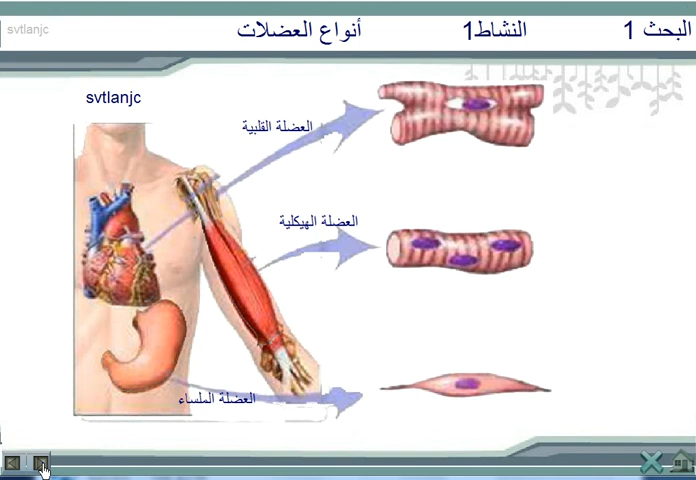 البحث 1
النشاط1
أنواع العضلات
svtlanjc
svtlanjc
العضلة القلبية
العضلة الهيكلية
العضلة الملساء